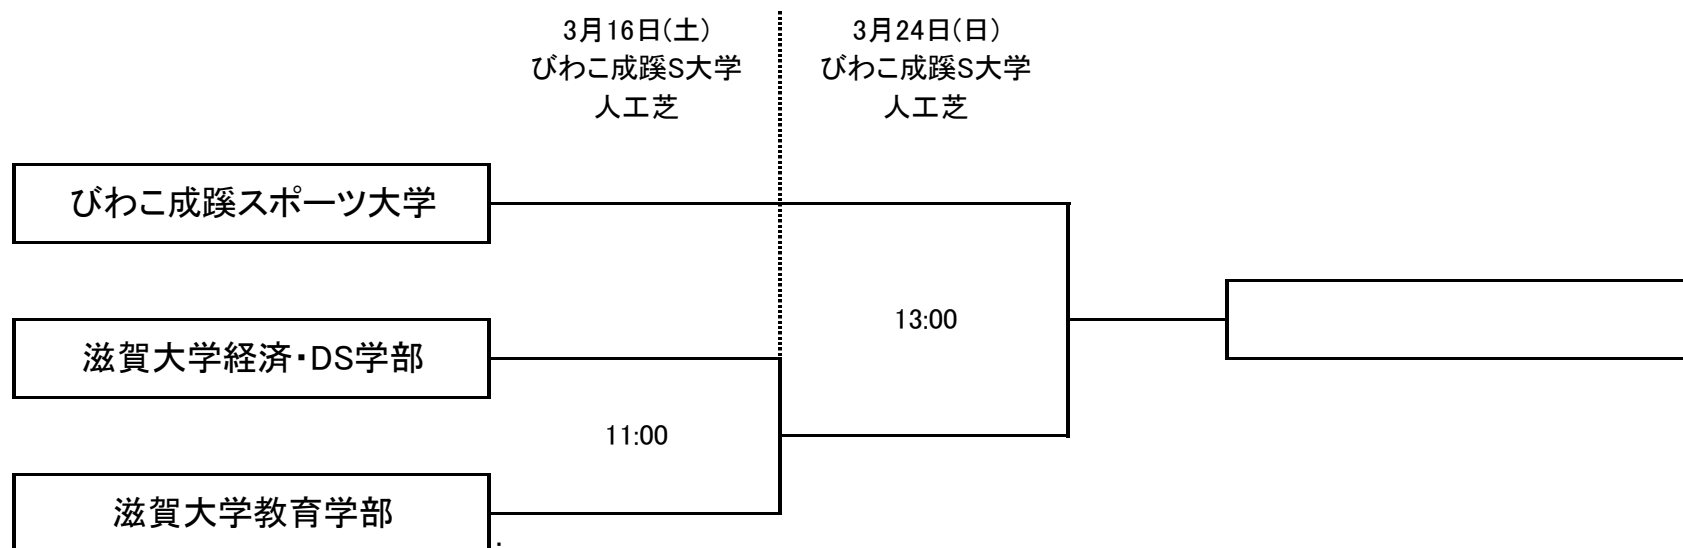 3月16日(土)
びわこ成蹊S大学
人工芝
3月24日(日)
びわこ成蹊S大学
人工芝
びわこ成蹊スポーツ大学
13:00
滋賀大学経済・DS学部
11:00
滋賀大学教育学部